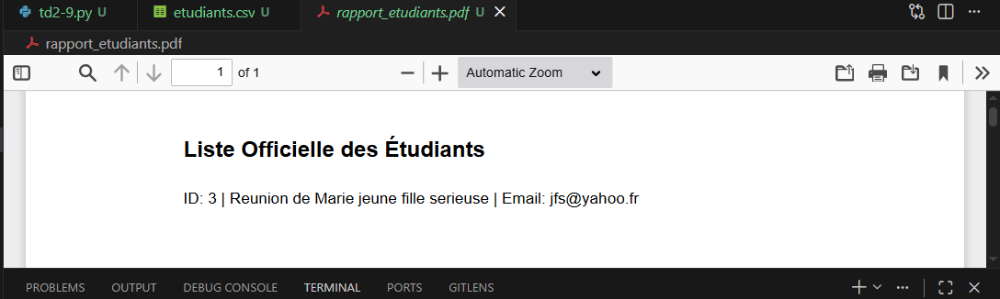 td2-9.py U etudiants.csv U rapport_etudiants.pdf U
rapport_etudiants.pdf
1 of 1 Automatic Zoom
Liste Officielle des Étudiants
ID: 3 | Reunion de Marie jeune fille serieuse | Email: jfs@yahoo.fr
PROBLEMS OUTPUT DEBUG CONSOLE TERMINAL PORTS GITLENS